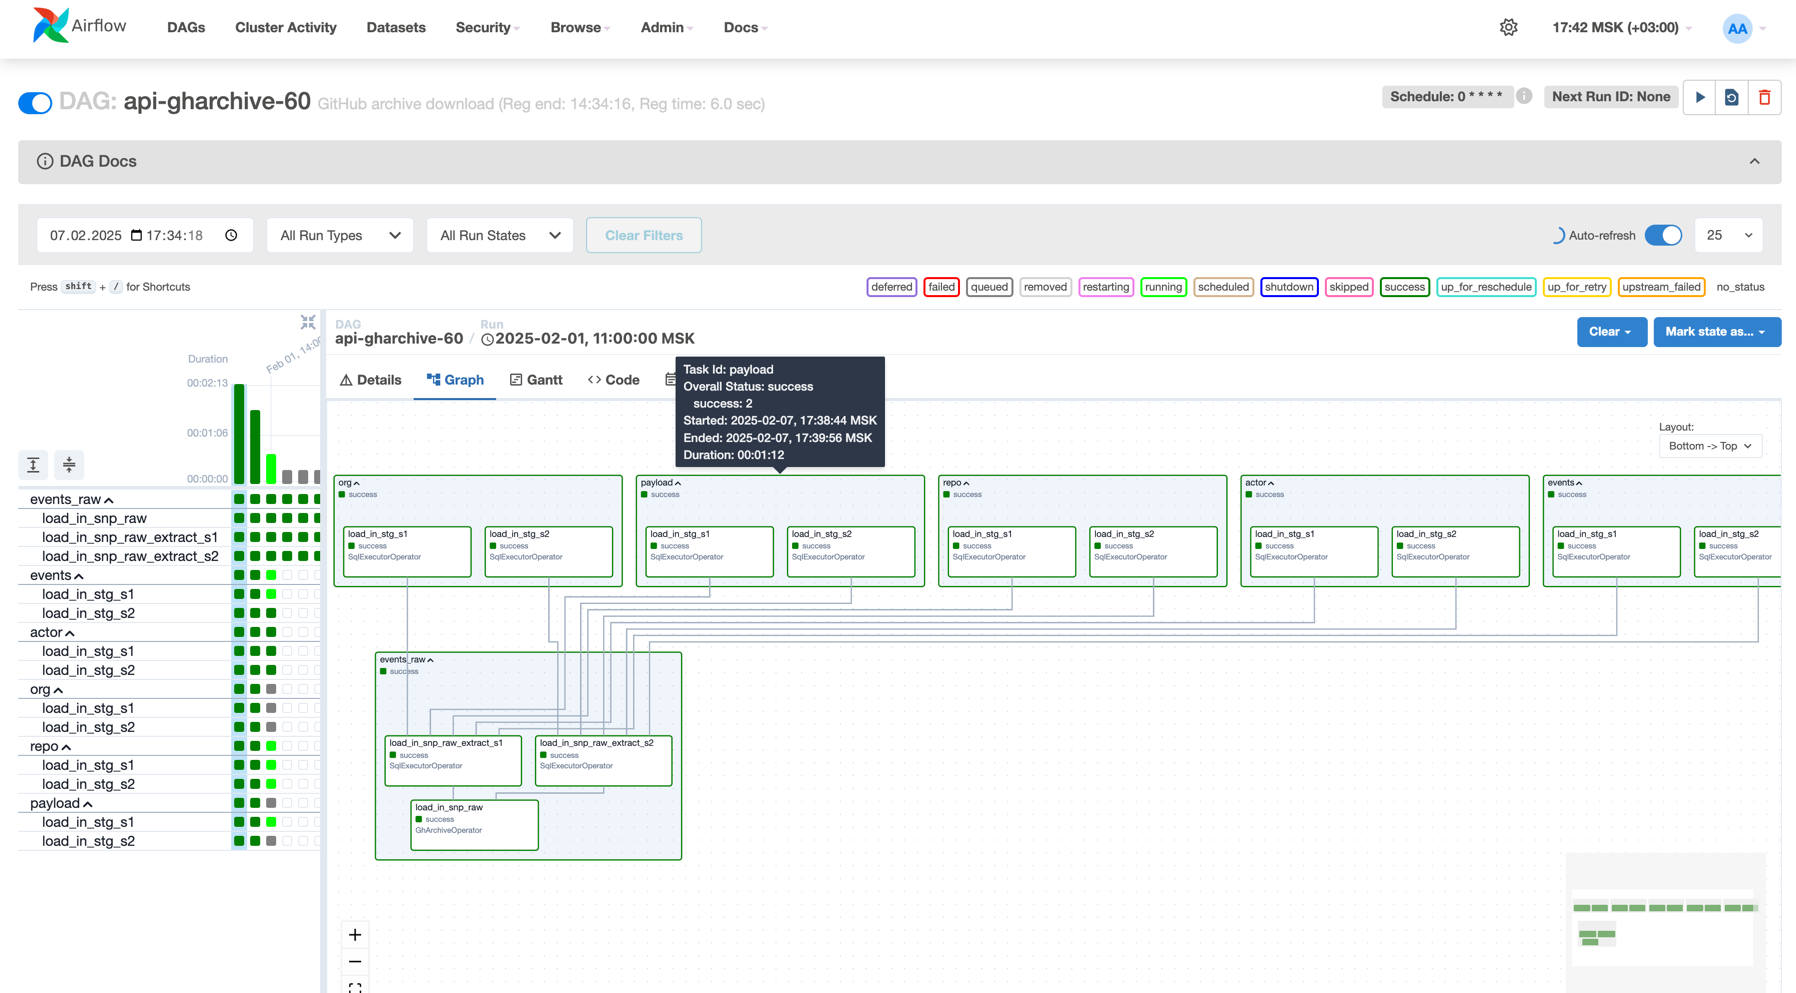 Airflow
DAGs
Cluster Activity
Datasets
Security
Browse
Admin
Docs
17:42 MSK (+03:00)
AA
DAG: api-gharchive-60 GitHub archive download (Reg end: 14:34:16, Reg time: 6.0 sec)
Schedule: 0 * * * *
Next Run ID: None
DAG Docs
07.02.2025 17:34:18
All Run Types
All Run States
Clear Filters
Auto-refresh
25
Press shift + / for Shortcuts
deferred
failed
queued
removed
restarting
running
scheduled
shutdown
skipped
success
up_for_reschedule
up_for_retry
upstream_failed
no_status
Duration
Feb 01, 14:00
00:02:13
00:01:06
00:00:00
events_raw
load_in_snp_raw
load_in_snp_raw_extract_s1
load_in_snp_raw_extract_s2
events
load_in_stg_s1
load_in_stg_s2
actor
load_in_stg_s1
load_in_stg_s2
org
load_in_stg_s1
load_in_stg_s2
repo
load_in_stg_s1
load_in_stg_s2
payload
load_in_stg_s1
load_in_stg_s2
DAG
api-gharchive-60
/
Run
2025-02-01, 11:00:00 MSK
Clear
Mark state as...
Details
Graph
Gantt
Code
Task Id: payload
Overall Status: success
success: 2
Started: 2025-02-07, 17:38:44 MSK
Ended: 2025-02-07, 17:39:56 MSK
Duration: 00:01:12
Layout:
Bottom -> Top
org
success
load_in_stg_s1
success
SqlExecutorOperator
load_in_stg_s2
success
SqlExecutorOperator
payload
success
load_in_stg_s1
success
SqlExecutorOperator
load_in_stg_s2
success
SqlExecutorOperator
repo
success
load_in_stg_s1
success
SqlExecutorOperator
load_in_stg_s2
success
SqlExecutorOperator
actor
success
load_in_stg_s1
success
SqlExecutorOperator
load_in_stg_s2
success
SqlExecutorOperator
events
success
load_in_stg_s1
success
SqlExecutorOperator
load_in_stg_s2
success
SqlExecutorOperator
events_raw
success
load_in_snp_raw_extract_s1
success
SqlExecutorOperator
load_in_snp_raw_extract_s2
success
SqlExecutorOperator
load_in_snp_raw
success
GhArchiveOperator